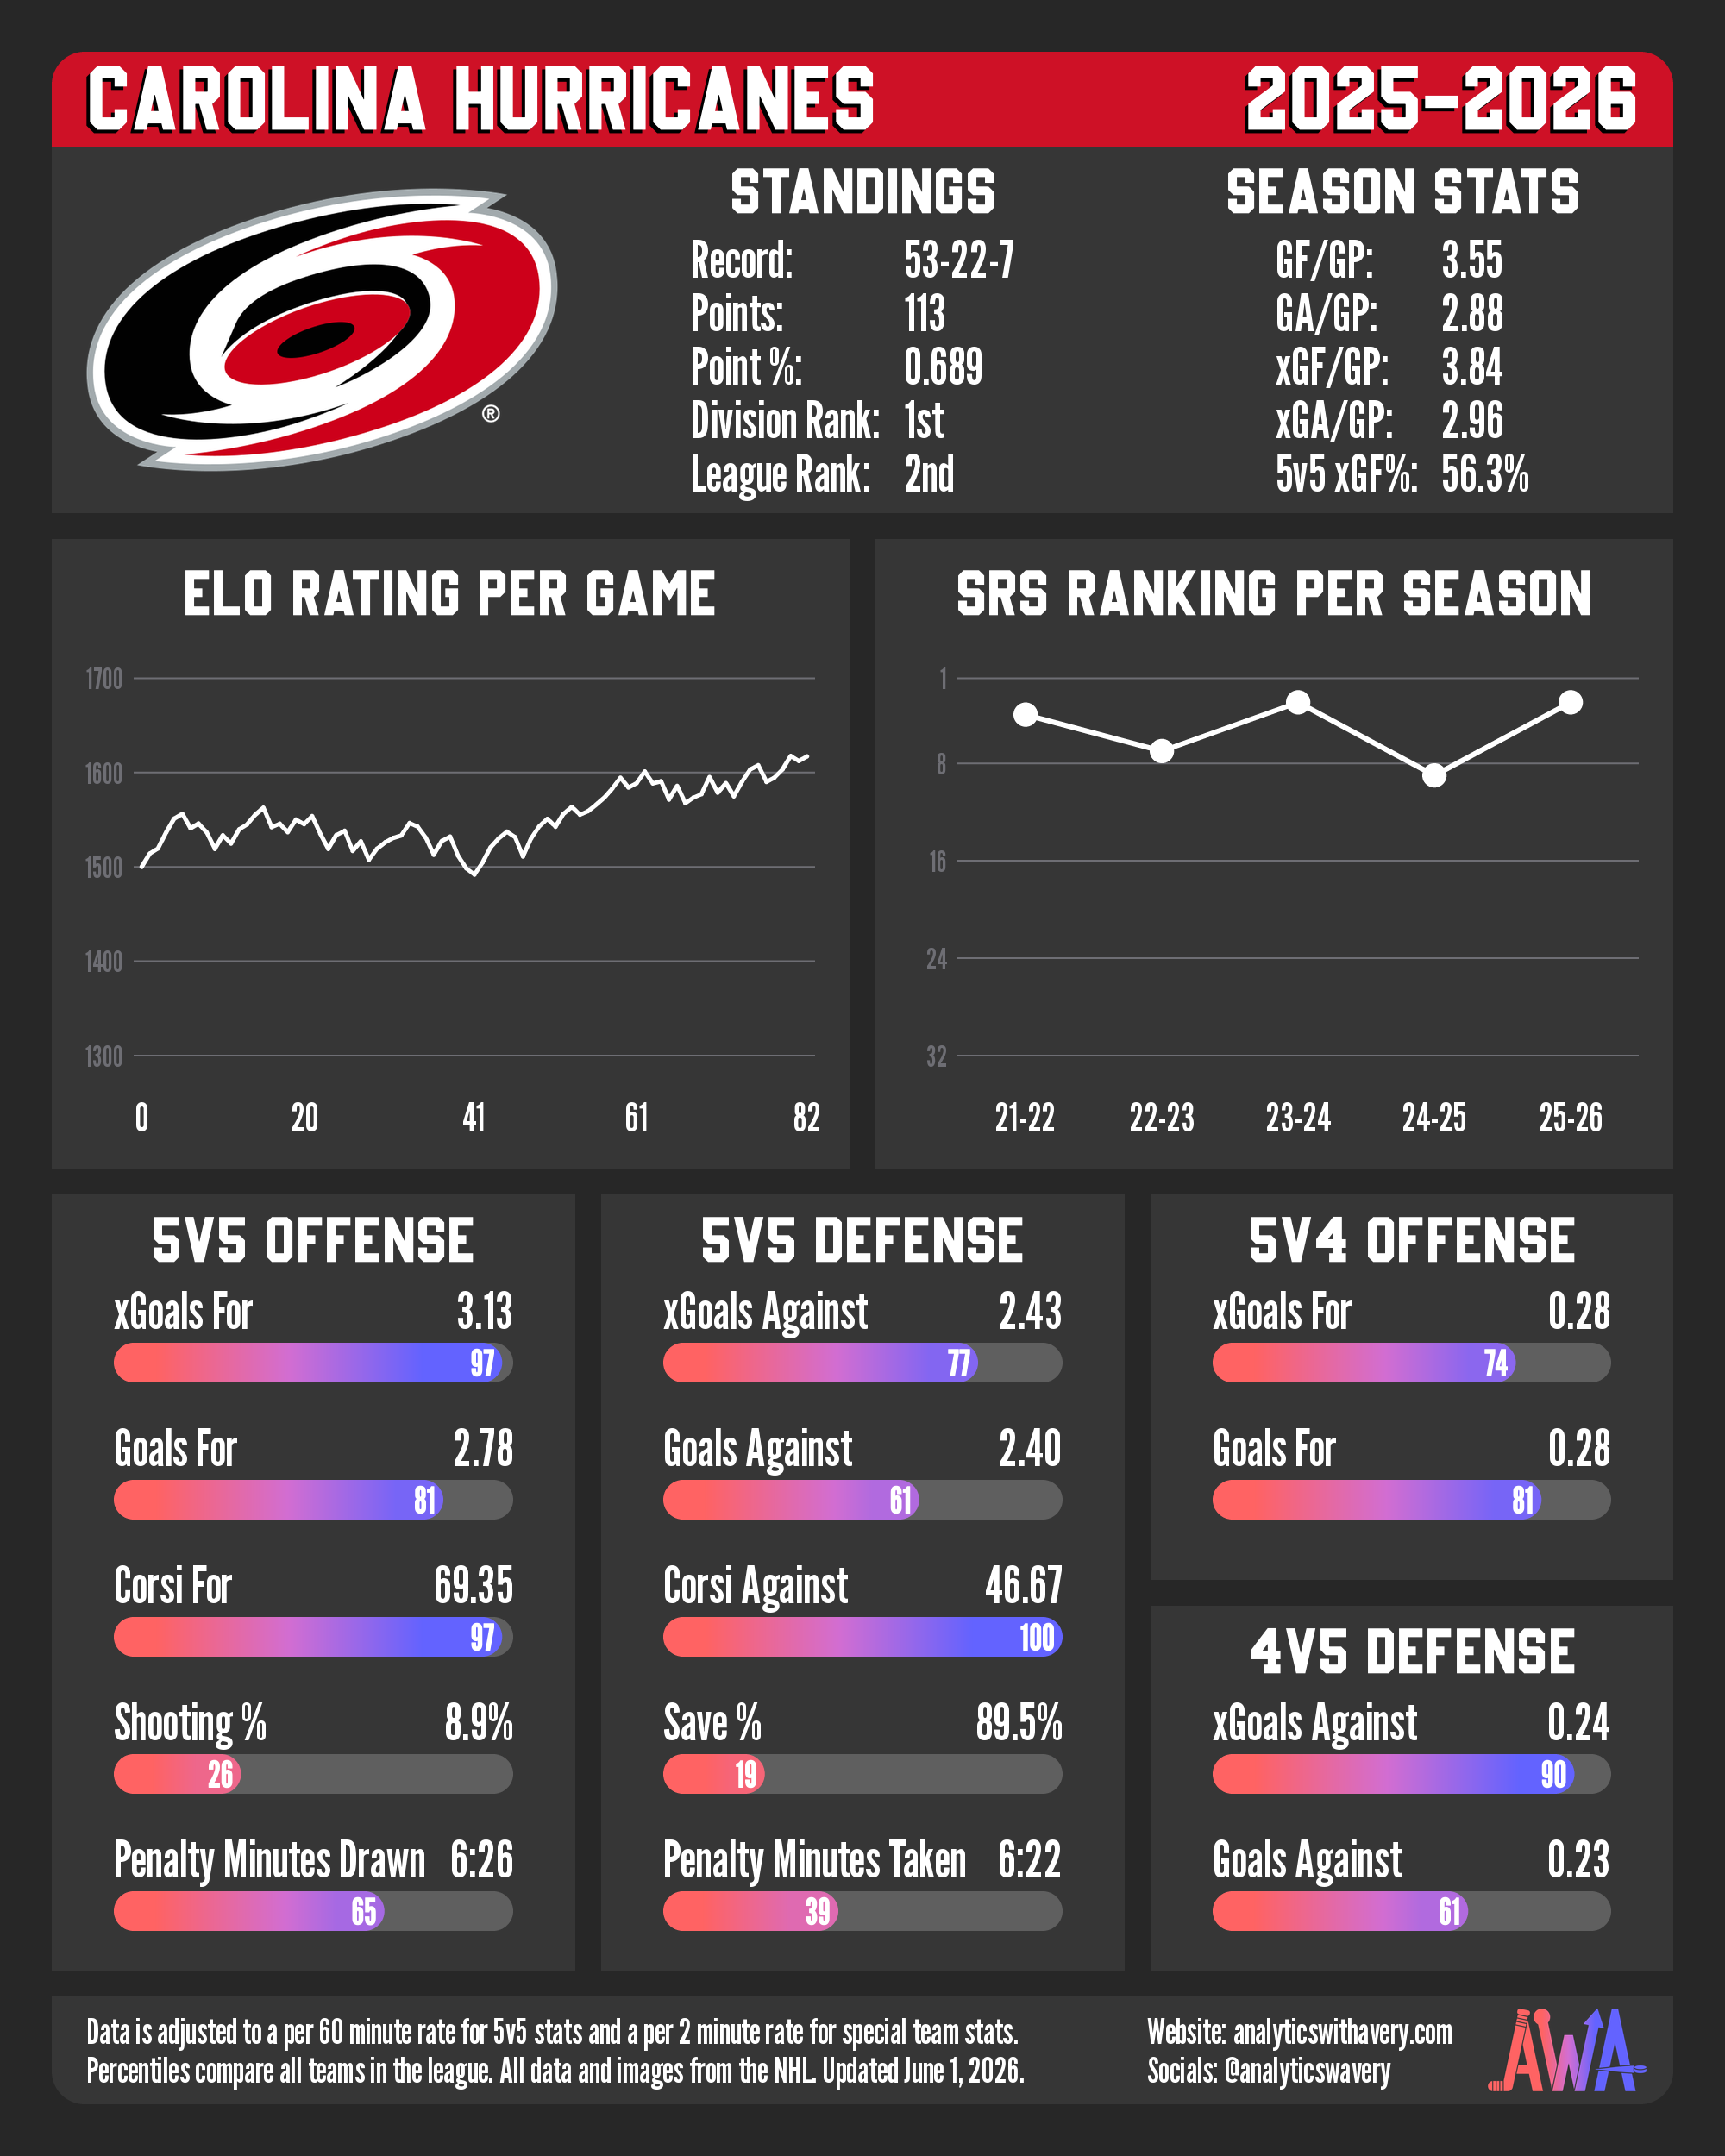 CAROLINA HURRICANES 2025-2026
STANDINGS
Record: 53-22-7
Points: 113
Point %: 0.689
Division Rank: 1st
League Rank: 2nd
SEASON STATS
GF/GP: 3.55
GA/GP: 2.88
xGF/GP: 3.84
xGA/GP: 2.96
5v5 xGF%: 56.3%
®
ELO RATING PER GAME
1700
1600
1500
1400
1300
0 20 41 61 82
SRS RANKING PER SEASON
1
8
16
24
32
21-22 22-23 23-24 24-25 25-26
5V5 OFFENSE
xGoals For 3.13
97
Goals For 2.78
81
Corsi For 69.35
97
Shooting % 8.9%
26
Penalty Minutes Drawn 6:26
65
5V5 DEFENSE
xGoals Against 2.43
77
Goals Against 2.40
61
Corsi Against 46.67
100
Save % 89.5%
19
Penalty Minutes Taken 6:22
39
5V4 OFFENSE
xGoals For 0.28
74
Goals For 0.28
81
4V5 DEFENSE
xGoals Against 0.24
90
Goals Against 0.23
61
Data is adjusted to a per 60 minute rate for 5v5 stats and a per 2 minute rate for special team stats.
Percentiles compare all teams in the league. All data and images from the NHL. Updated June 1, 2026.
Website: analyticswithavery.com
Socials: @analyticswavery
AWA